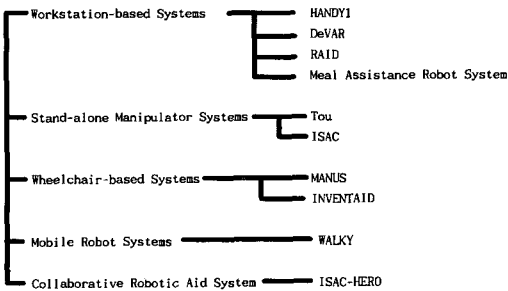 Workstation-based Systems HANDY1
DeVAR
RAID
Meal Assistance Robot System
Stand-alone Manipulator Systems Tou
ISAC
Wheelchair-based Systems MANUS
INVENTAID
Mobile Robot Systems WALKY
Collaborative Robotic Aid System ISAC-HERO